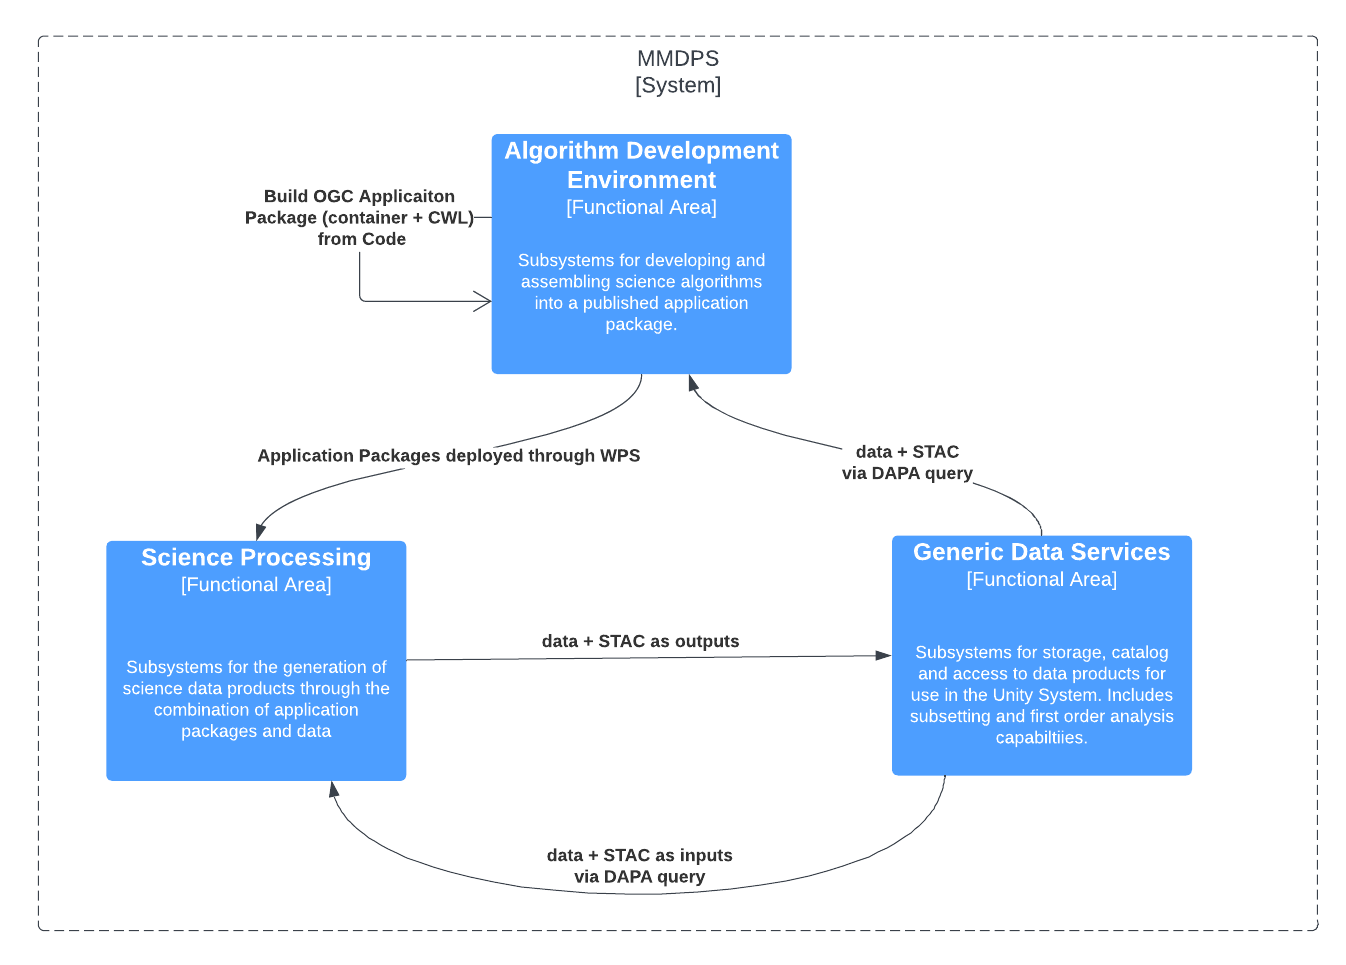 MMDPS
[System]
Algorithm Development
Environment
[Functional Area]
Subsystems for developing and
assembling science algorithms
into a published application
package.
Build OGC Applicaiton
Package (container + CWL)
from Code
Application Packages deployed through WPS
data + STAC
via DAPA query
Science Processing
[Functional Area]
Subsystems for the generation of
science data products through the
combination of application
packages and data
data + STAC as outputs
Generic Data Services
[Functional Area]
Subsystems for storage, catalog
and access to data products for
use in the Unity System. Includes
subsetting and first order analysis
capabiltiies.
data + STAC as inputs
via DAPA query